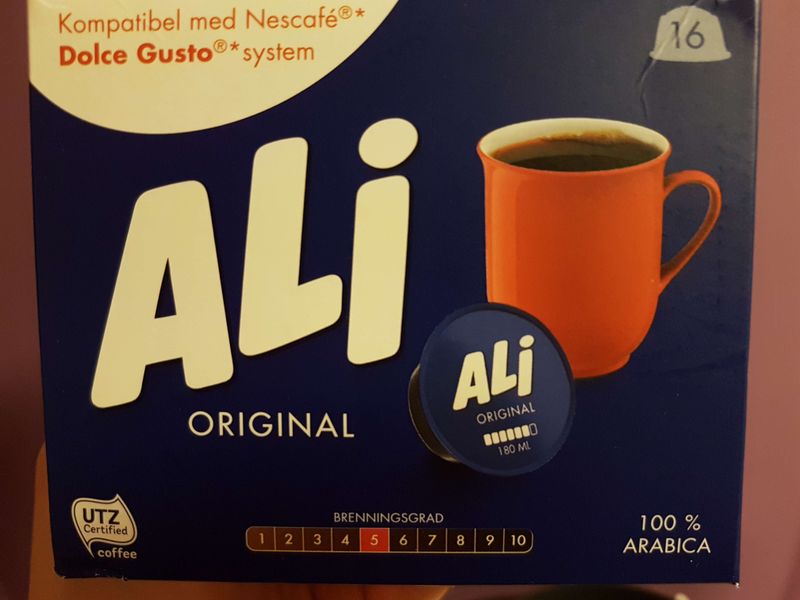 Kompatibel med Nescafé®*
Dolce Gusto®* system
16
ALi
ORIGINAL
ALi
ORIGINAL
180 ML
UTZ
Certified
coffee
BRENNINGSGRAD
1 2 3 4 5 6 7 8 9 10
100 %
ARABICA